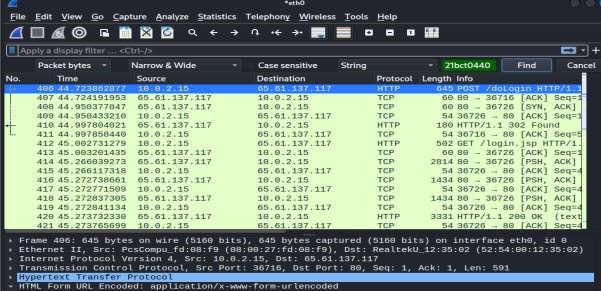 *eth0
File Edit View Go Capture Analyze Statistics Telephony Wireless Tools Help
Apply a display filter ... <Ctrl-/>
Packet bytes Narrow & Wide Case sensitive String 21bct0440 Find Cancel
No. Time Source Destination Protocol Length Info
406 44.723862877 10.0.2.15 65.61.137.117 HTTP 645 POST /doLogin HTTP/1.1
407 44.724191953 65.61.137.117 10.0.2.15 TCP 60 80 → 36716 [ACK] Seq=1
408 44.950377047 65.61.137.117 10.0.2.15 TCP 60 80 → 36726 [SYN, ACK]
409 44.950433210 10.0.2.15 65.61.137.117 TCP 54 36726 → 80 [ACK] Seq=1
410 44.997804021 65.61.137.117 10.0.2.15 HTTP 180 HTTP/1.1 302 Found
411 44.997858440 10.0.2.15 65.61.137.117 TCP 54 36716 → 80 [ACK] Seq=5
412 45.002731279 10.0.2.15 65.61.137.117 HTTP 502 GET /login.jsp HTTP/1.
413 45.003201435 65.61.137.117 10.0.2.15 TCP 60 80 → 36726 [ACK] Seq=1
414 45.266039273 65.61.137.117 10.0.2.15 TCP 2814 80 → 36726 [PSH, ACK]
415 45.266117318 10.0.2.15 65.61.137.117 TCP 54 36726 → 80 [ACK] Seq=4
416 45.272738661 65.61.137.117 10.0.2.15 TCP 1434 80 → 36726 [PSH, ACK]
417 45.272771509 10.0.2.15 65.61.137.117 TCP 54 36726 → 80 [ACK] Seq=4
418 45.272837305 65.61.137.117 10.0.2.15 TCP 1434 80 → 36726 [PSH, ACK]
419 45.272841134 10.0.2.15 65.61.137.117 TCP 54 36726 → 80 [ACK] Seq=4
420 45.273732330 65.61.137.117 10.0.2.15 HTTP 3331 HTTP/1.1 200 OK (text
421 45.273765699 10.0.2.15 65.61.137.117 TCP 54 36726 → 80 [ACK] Seq=4
Frame 406: 645 bytes on wire (5160 bits), 645 bytes captured (5160 bits) on interface eth0, id 0
Ethernet II, Src: PcsCompu_fd:08:f9 (08:00:27:fd:08:f9), Dst: RealtekU_12:35:02 (52:54:00:12:35:02)
Internet Protocol Version 4, Src: 10.0.2.15, Dst: 65.61.137.117
Transmission Control Protocol, Src Port: 36716, Dst Port: 80, Seq: 1, Ack: 1, Len: 591
Hypertext Transfer Protocol
HTML Form URL Encoded: application/x-www-form-urlencoded